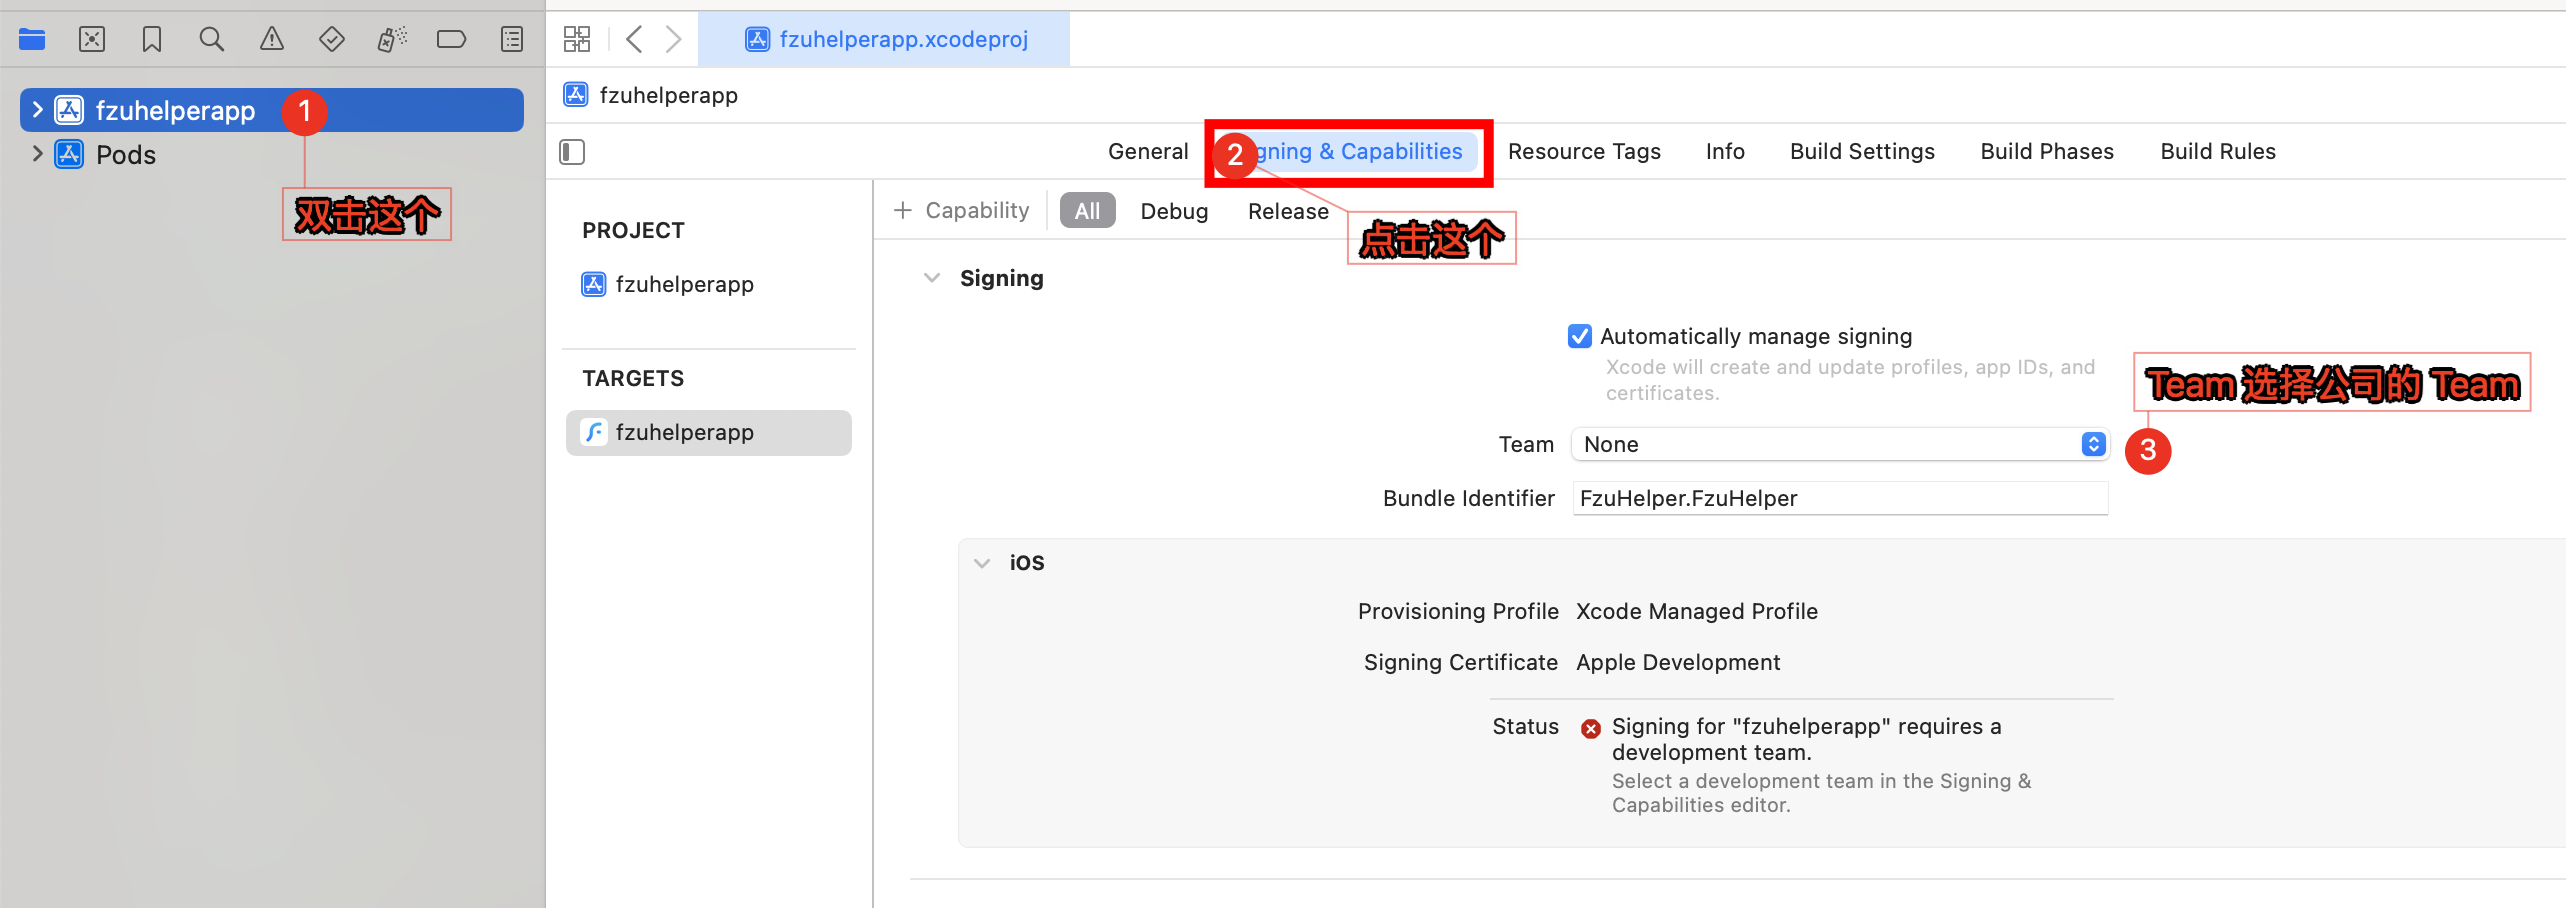 fzuhelperapp.xcodeproj
fzuhelperapp
1
Pods
双击这个
fzuhelperapp
General
2
gning & Capabilities
Resource Tags
Info
Build Settings
Build Phases
Build Rules
点击这个
PROJECT
fzuhelperapp
TARGETS
fzuhelperapp
+ Capability
All
Debug
Release
Signing
Automatically manage signing
Xcode will create and update profiles, app IDs, and
certificates.
Team 选择公司的 Team
3
Team
None
Bundle Identifier
FzuHelper.FzuHelper
iOS
Provisioning Profile
Xcode Managed Profile
Signing Certificate
Apple Development
Status
Signing for "fzuhelperapp" requires a
development team.
Select a development team in the Signing &
Capabilities editor.